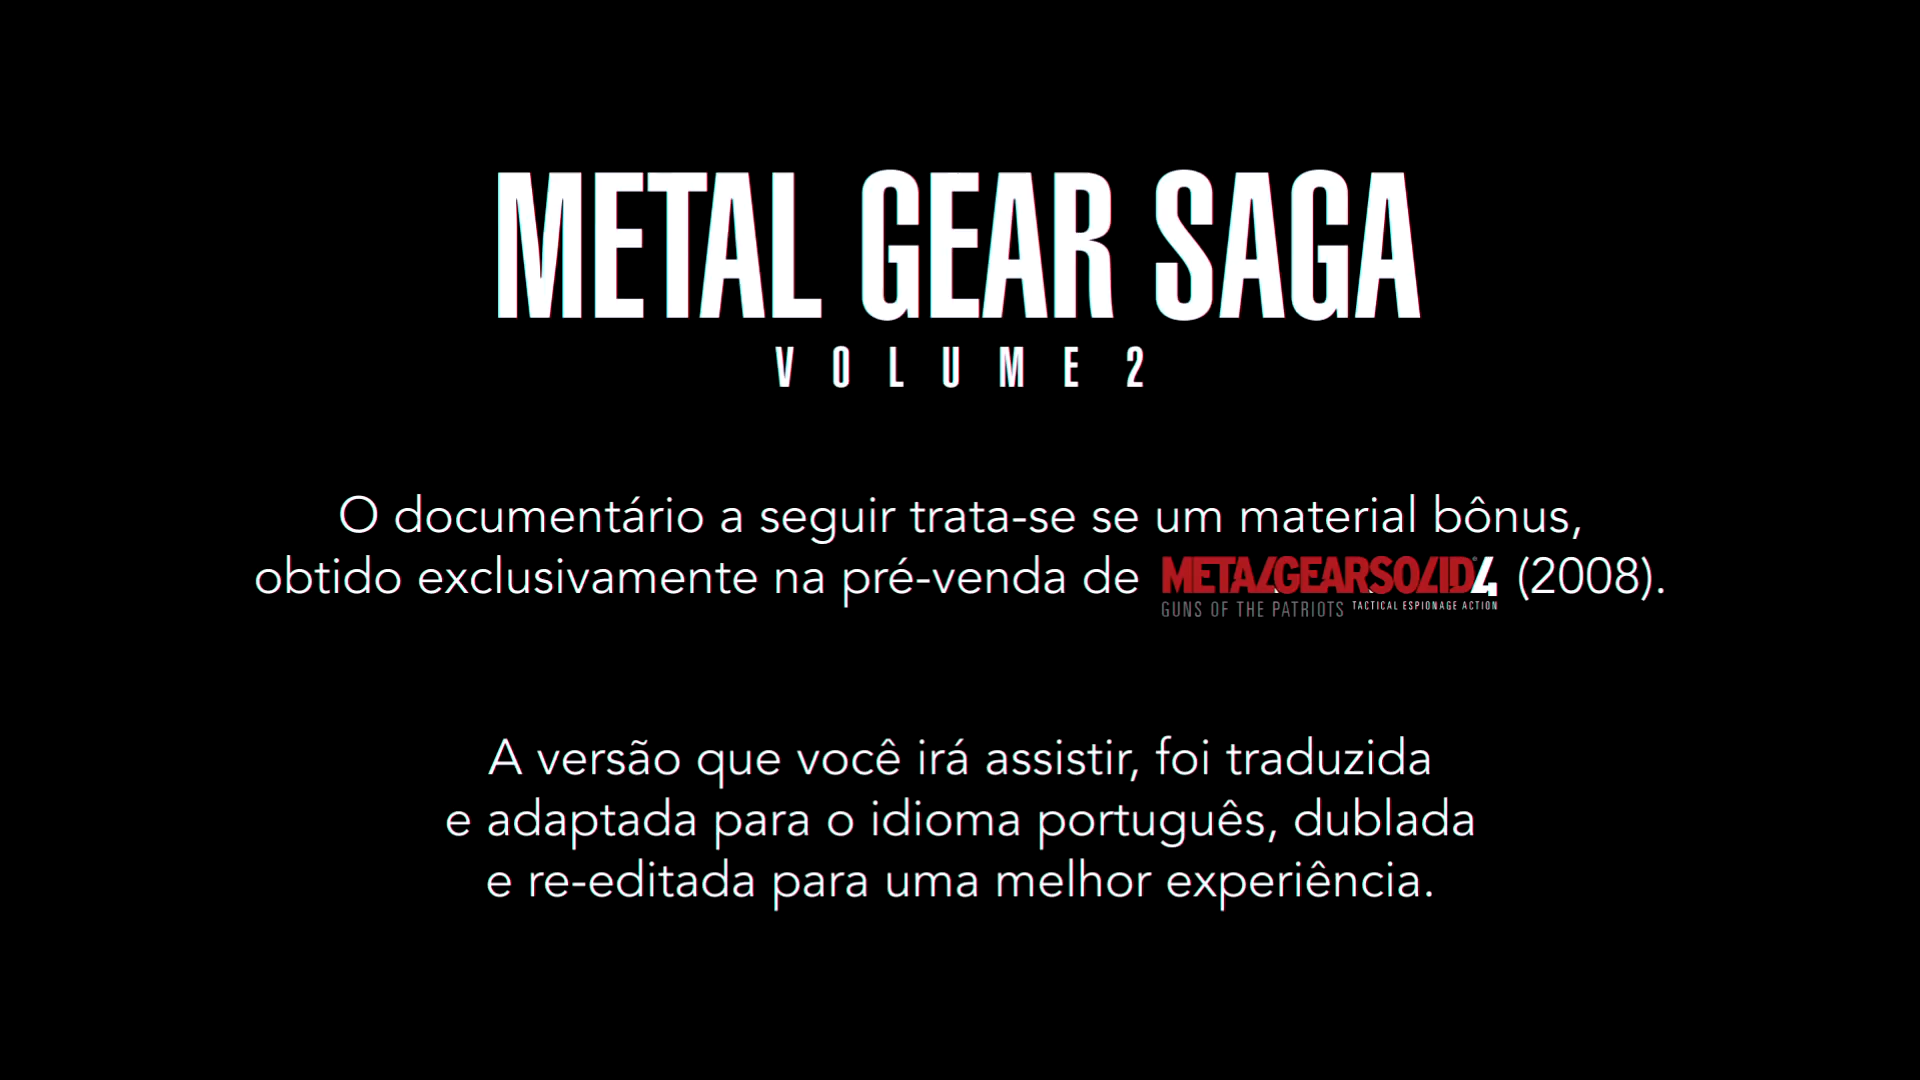 METAL GEAR SAGA
VOLUME 2
O documentário a seguir trata-se se um material bônus,
obtido exclusivamente na pré-venda de METAL GEAR SOLID 4 (2008).
GUNS OF THE PATRIOTS TACTICAL ESPIONAGE ACTION
A versão que você irá assistir, foi traduzida
e adaptada para o idioma português, dublada
e re-editada para uma melhor experiência.